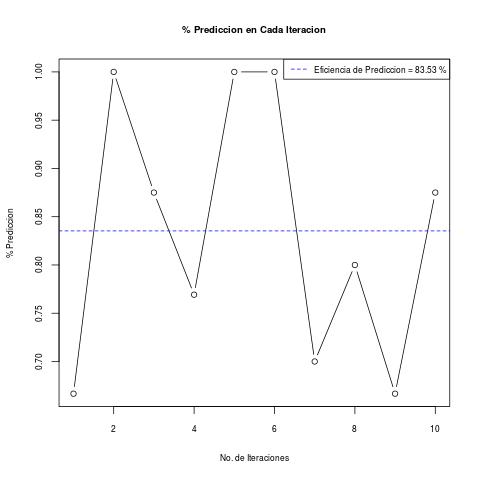 % Prediccion en Cada Iteracion
Eficiencia de Prediccion = 83.53 %
% Prediccion
1.00
0.95
0.90
0.85
0.80
0.75
0.70
2 4 6 8 10
No. de Iteraciones